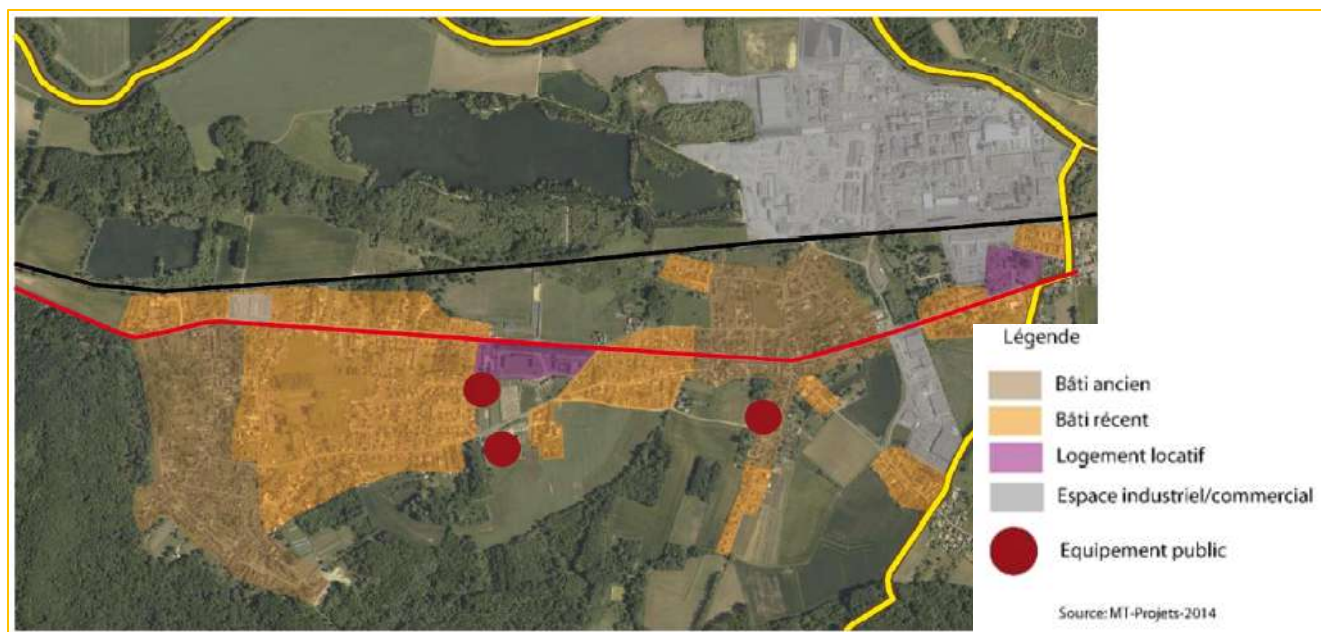 Légende
Bâti ancien
Bâti récent
Logement locatif
Espace industriel/commercial
Equipement public
Source: MT-Projets-2014